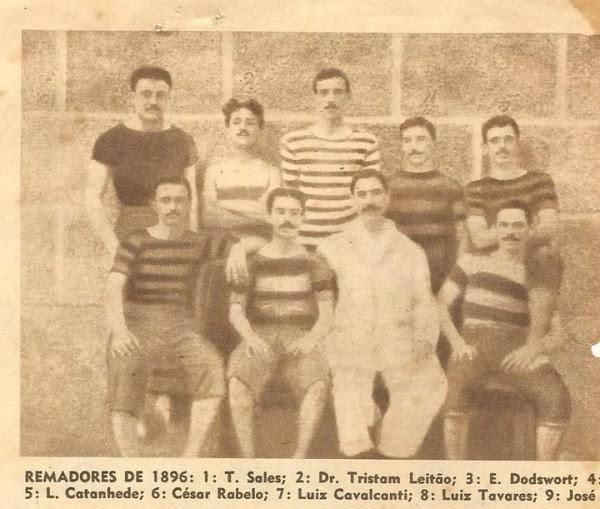 REMADORES DE 1896: 1: T. Sales; 2: Dr. Tristam Leitão; 3: E. Dodswort; 4:
5: L. Catanhede; 6: César Rabelo; 7: Luiz Cavalcanti; 8: Luiz Tavares; 9: José